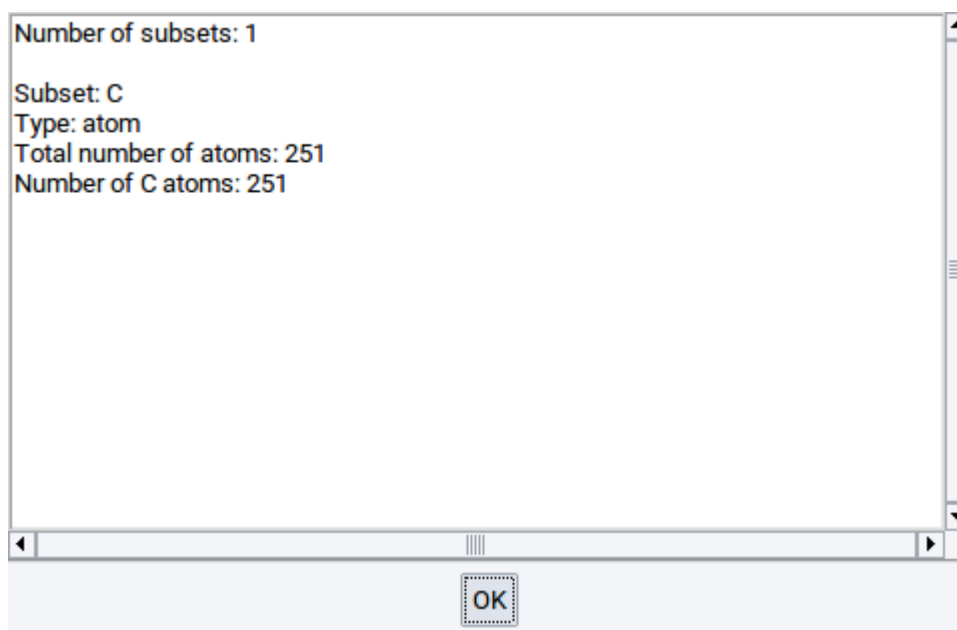 Number of subsets: 1
Subset: C
Type: atom
Total number of atoms: 251
Number of C atoms: 251
OK